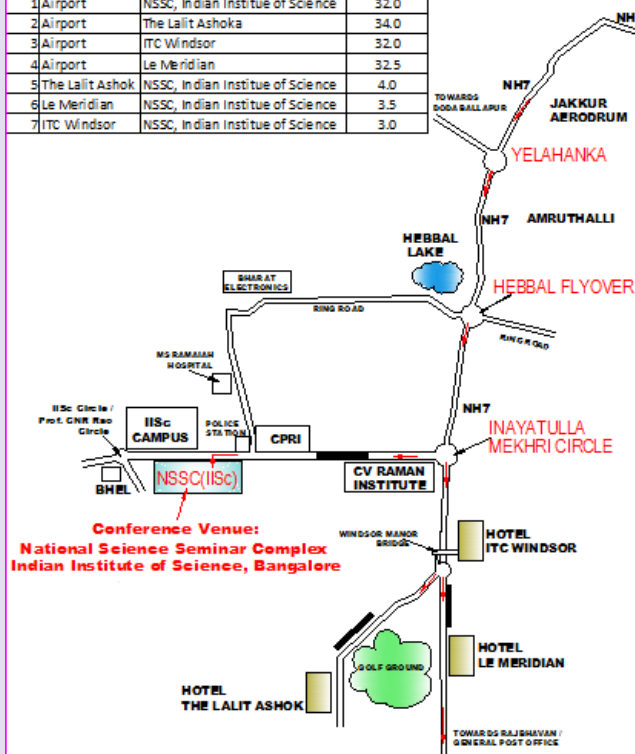 1 Airport NSSC, Indian Institue of Science 32.0
2 Airport The Lalit Ashoka 34.0
3 Airport ITC Windsor 32.0
4 Airport Le Meridian 32.5
5 The Lalit Ashok NSSC, Indian Institue of Science 4.0
6 Le Meridian NSSC, Indian Institue of Science 3.5
7 ITC Windsor NSSC, Indian Institue of Science 3.0
NH
NH7
TOWARDS
DODABALLAPUR
JAKKUR
AERODRUM
YELAHANKA
NH7
AMRUTHALLI
HEBBAL
LAKE
BHARAT
ELECTRONICS
HEBBAL FLYOVER
RING ROAD
RING ROAD
MS RAMAIAH
HOSPITAL
NH7
IISc Circle /
Prof. CNR Rao
Circle
IISc
CAMPUS
POLICE
STATION
CPRI
INAYATULLA
MEKHRI CIRCLE
NSSC(IISc)
CV RAMAN
INSTITUTE
BHEL
Conference Venue:
National Science Seminar Complex
Indian Institute of Science, Bangalore
WINDSOR MANOR
BRIDGE
HOTEL
ITC WINDSOR
HOTEL
LE MERIDIAN
GOLF GROUND
HOTEL
THE LALIT ASHOK
TOWARDS RAJBHAVAN /
GENERAL POST OFFICE